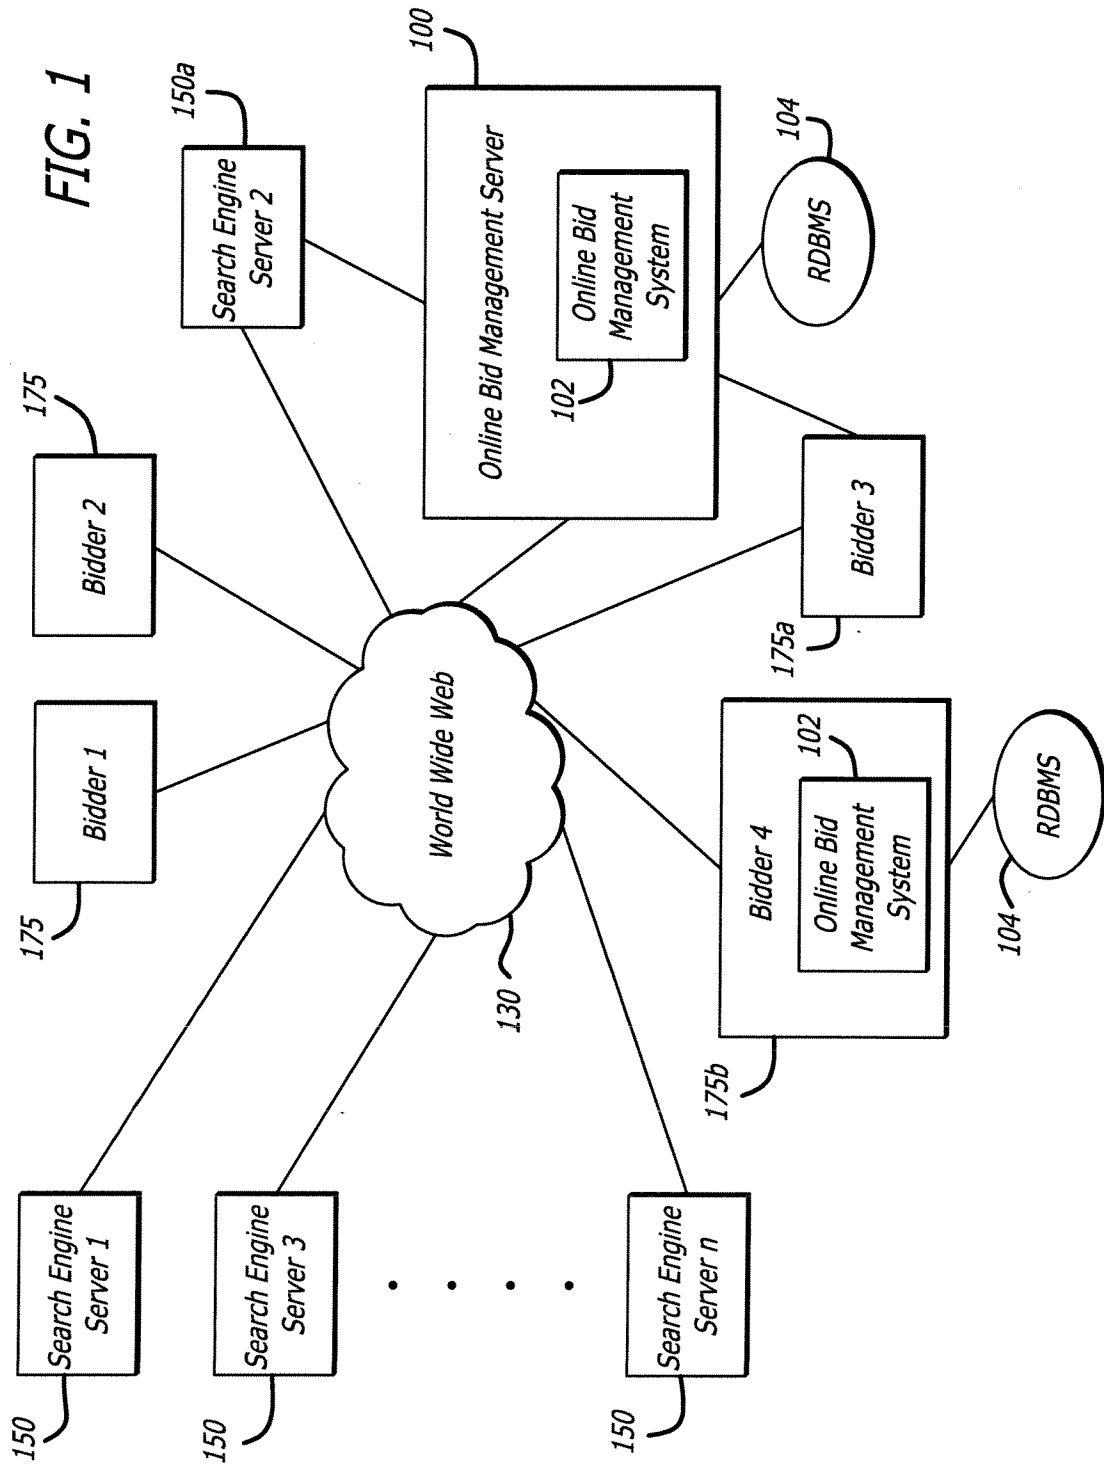 FIG. 1
150
Search Engine
Server 1
150
Search Engine
Server 3
150
Search Engine
Server n
175
Bidder 1
175
Bidder 2
150a
Search Engine
Server 2
World Wide Web
130
100
Online Bid Management Server
102
Online Bid
Management
System
104
RDBMS
175a
Bidder 3
175b
Bidder 4
102
Online Bid
Management
System
104
RDBMS